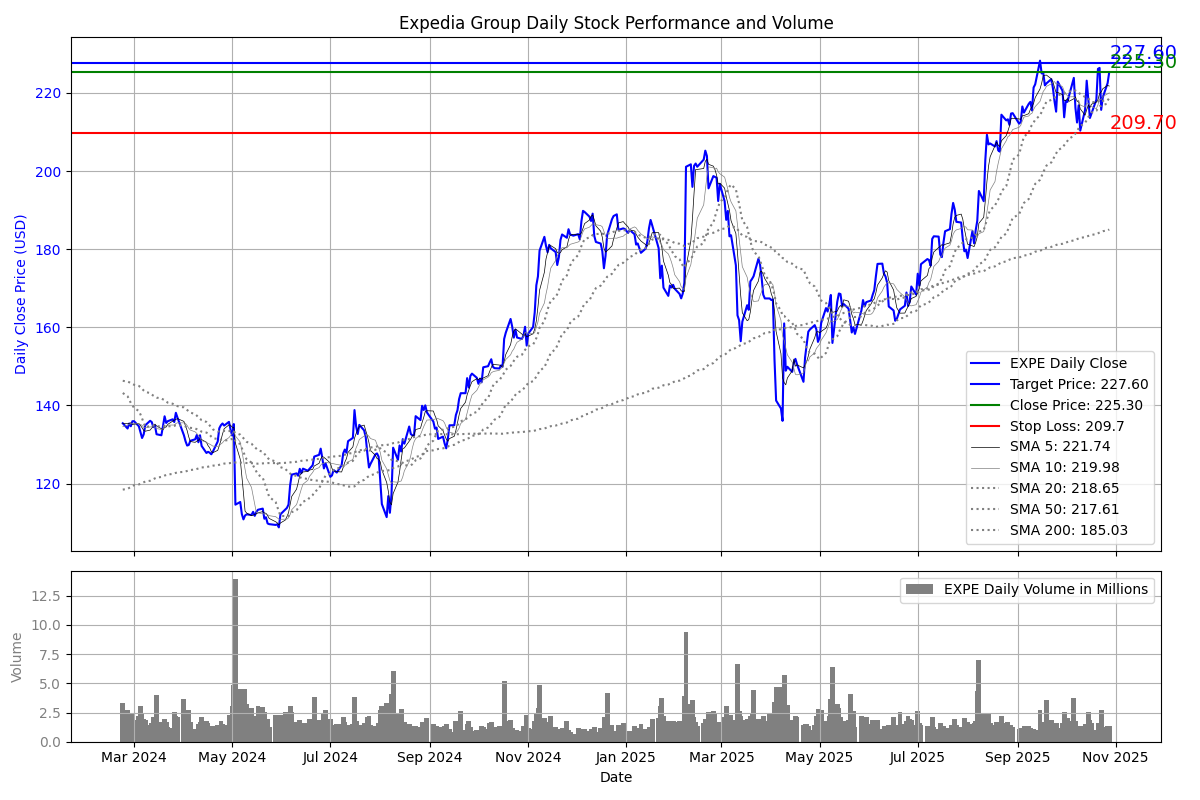 Expedia Group Daily Stock Performance and Volume
227.60
225.30
209.70
Daily Close Price (USD)
220
200
180
160
140
120
EXPE Daily Close
Target Price: 227.60
Close Price: 225.30
Stop Loss: 209.7
SMA 5: 221.74
SMA 10: 219.98
SMA 20: 218.65
SMA 50: 217.61
SMA 200: 185.03
Volume
12.5
10.0
7.5
5.0
2.5
0.0
EXPE Daily Volume in Millions
Mar 2024 May 2024 Jul 2024 Sep 2024 Nov 2024 Jan 2025 Mar 2025 May 2025 Jul 2025 Sep 2025 Nov 2025
Date